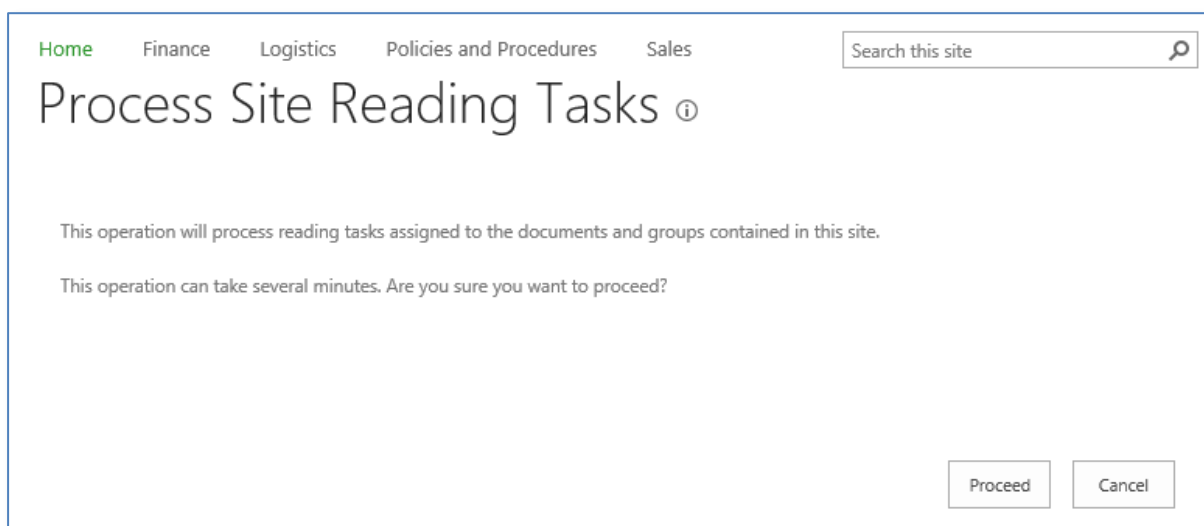 Home Finance Logistics Policies and Procedures Sales Search this site
Process Site Reading Tasks
This operation will process reading tasks assigned to the documents and groups contained in this site.
This operation can take several minutes. Are you sure you want to proceed?
Proceed Cancel